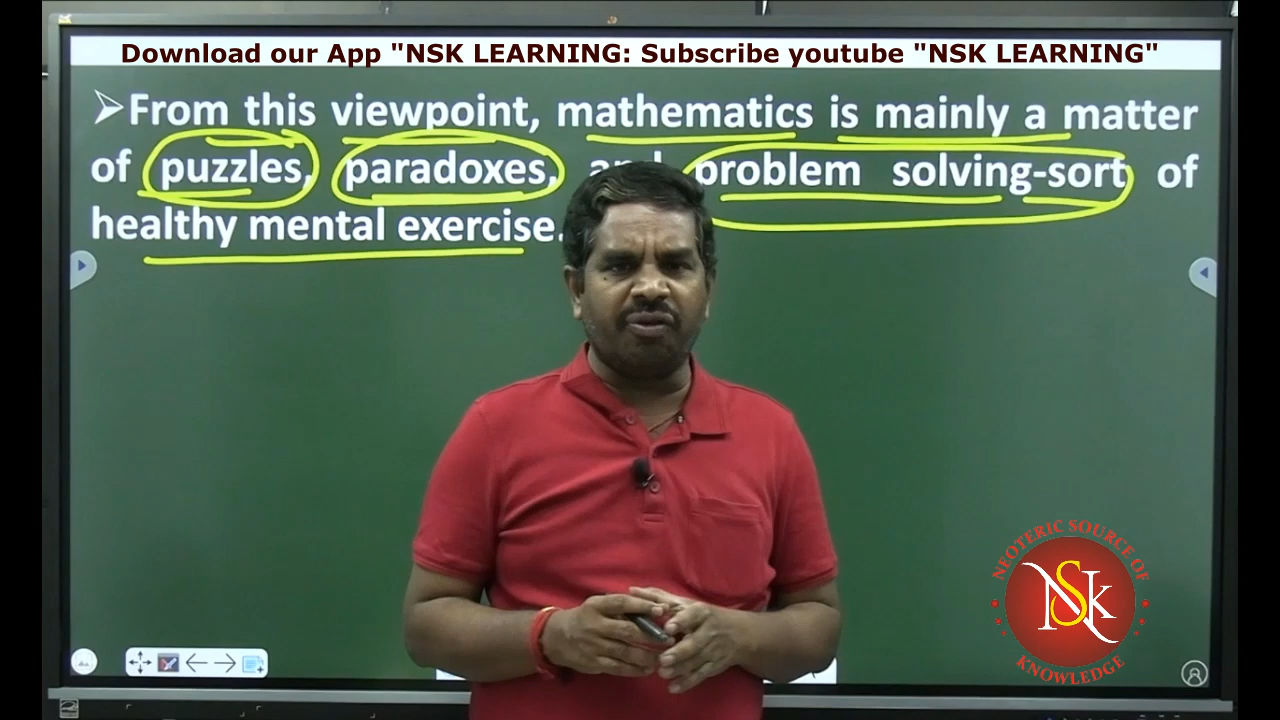 Download our App "NSK LEARNING: Subscribe youtube "NSK LEARNING"
➢From this viewpoint, mathematics is mainly a matter
of puzzles, paradoxes, and problem solving-sort of
healthy mental exercise.
NEOTERIC SOURCE OF
NSK
KNOWLEDGE